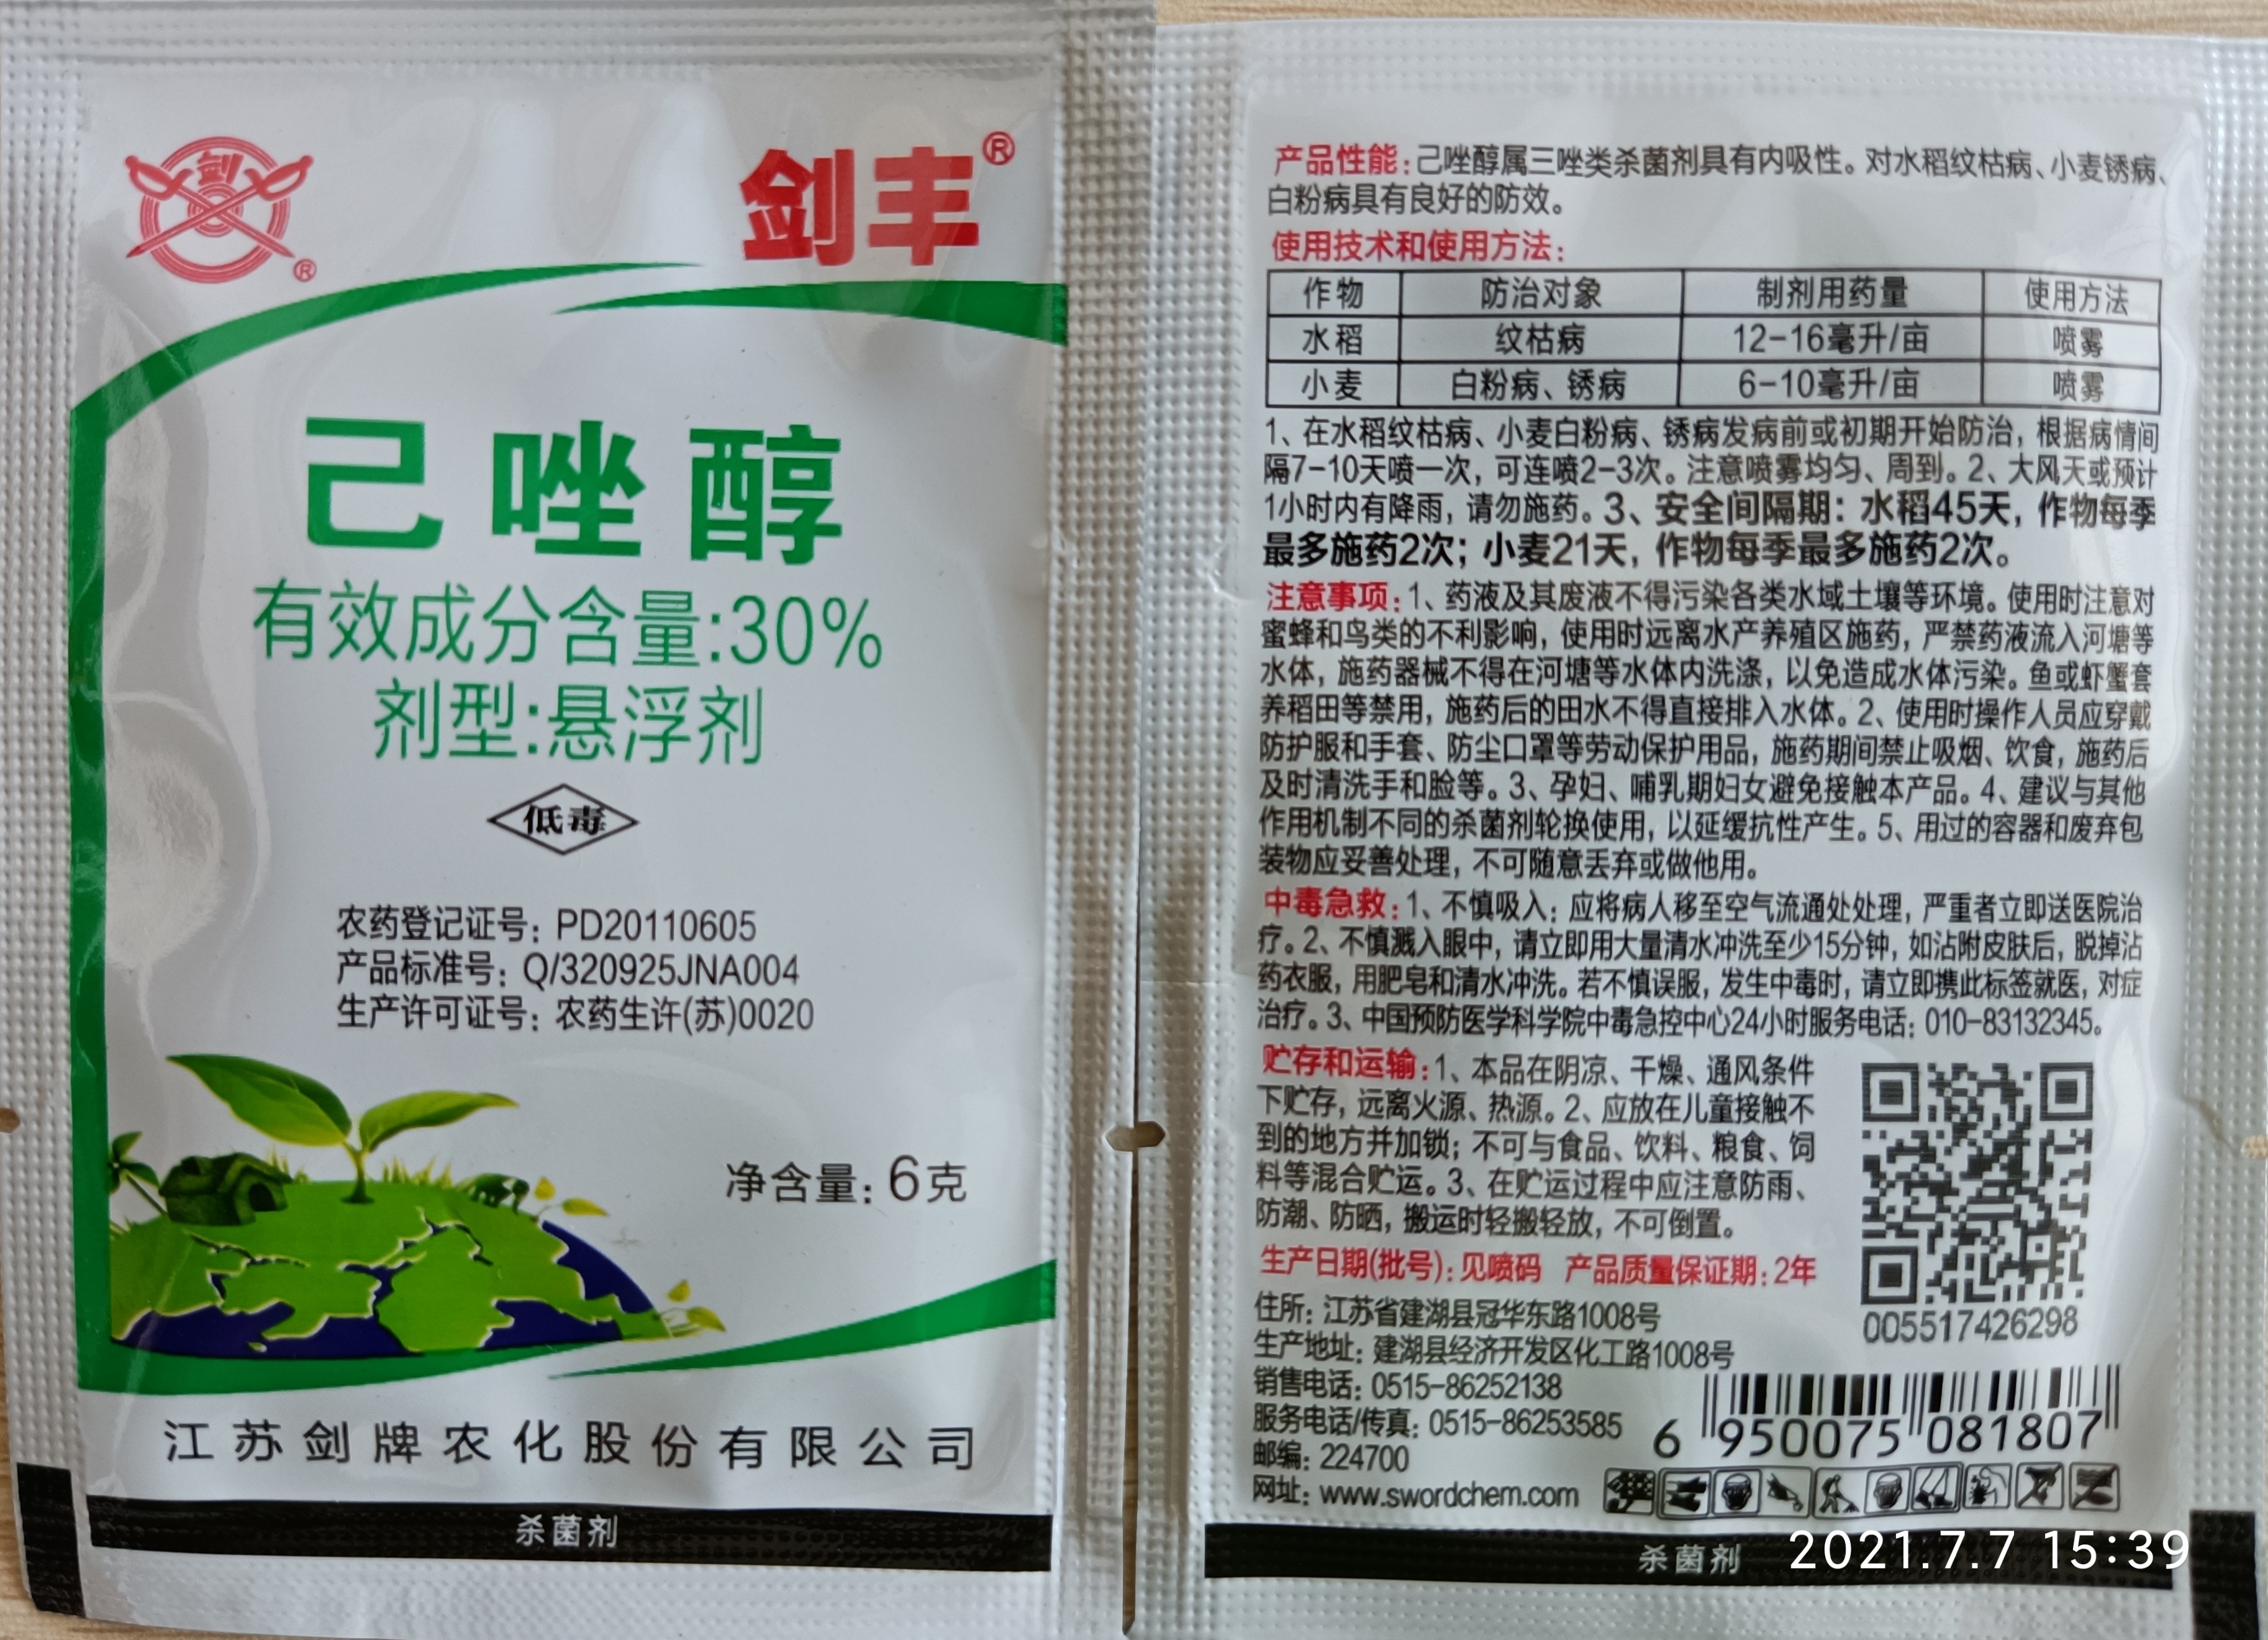 剑
®
剑丰®
己唑醇
有效成分含量:30%
剂型:悬浮剂
低毒
农药登记证号：PD20110605
产品标准号：Q/320925JNA004
生产许可证号：农药生许(苏)0020
净含量：6克
江苏剑牌农化股份有限公司
杀菌剂
产品性能：己唑醇属三唑类杀菌剂具有内吸性。对水稻纹枯病、小麦锈病、
白粉病具有良好的防效。
使用技术和使用方法：
作物 防治对象 制剂用药量 使用方法
水稻 纹枯病 12-16毫升/亩 喷雾
小麦 白粉病、锈病 6-10毫升/亩 喷雾
1、在水稻纹枯病、小麦白粉病、锈病发病前或初期开始防治，根据病情间
隔7-10天喷一次，可连喷2-3次。注意喷雾均匀、周到。2、大风天或预计
1小时内有降雨，请勿施药。3、安全间隔期：水稻45天，作物每季
最多施药2次；小麦21天，作物每季最多施药2次。
注意事项：1、药液及其废液不得污染各类水域土壤等环境。使用时注意对
蜜蜂和鸟类的不利影响，使用时远离水产养殖区施药，严禁药液流入河塘等
水体，施药器械不得在河塘等水体内洗涤，以免造成水体污染。鱼或虾蟹套
养稻田等禁用，施药后的田水不得直接排入水体。2、使用时操作人员应穿戴
防护服和手套、防尘口罩等劳动保护用品，施药期间禁止吸烟、饮食，施药后
及时清洗手和脸等。3、孕妇、哺乳期妇女避免接触本产品。4、建议与其他
作用机制不同的杀菌剂轮换使用，以延缓抗性产生。5、用过的容器和废弃包
装物应妥善处理，不可随意丢弃或做他用。
中毒急救：1、不慎吸入：应将病人移至空气流通处处理，严重者立即送医院治
疗。2、不慎溅入眼中，请立即用大量清水冲洗至少15分钟，如沾附皮肤后，脱掉沾
药衣服，用肥皂和清水冲洗。若不慎误服，发生中毒时，请立即携此标签就医，对症
治疗。3、中国预防医学科学院中毒急控中心24小时服务电话：010-83132345。
贮存和运输：1、本品在阴凉、干燥、通风条件
下贮存，远离火源、热源。2、应放在儿童接触不
到的地方并加锁；不可与食品、饮料、粮食、饲
料等混合贮运。3、在贮运过程中应注意防雨、
防潮、防晒，搬运时轻搬轻放，不可倒置。
生产日期(批号)：见喷码 产品质量保证期：2年
住所：江苏省建湖县冠华东路1008号
生产地址：建湖县经济开发区化工路1008号
销售电话：0515-86252138
服务电话/传真：0515-86253585
邮编：224700
网址：www.swordchem.com
005517426298
6 950075 081807
杀菌剂
2021.7.7 15:39